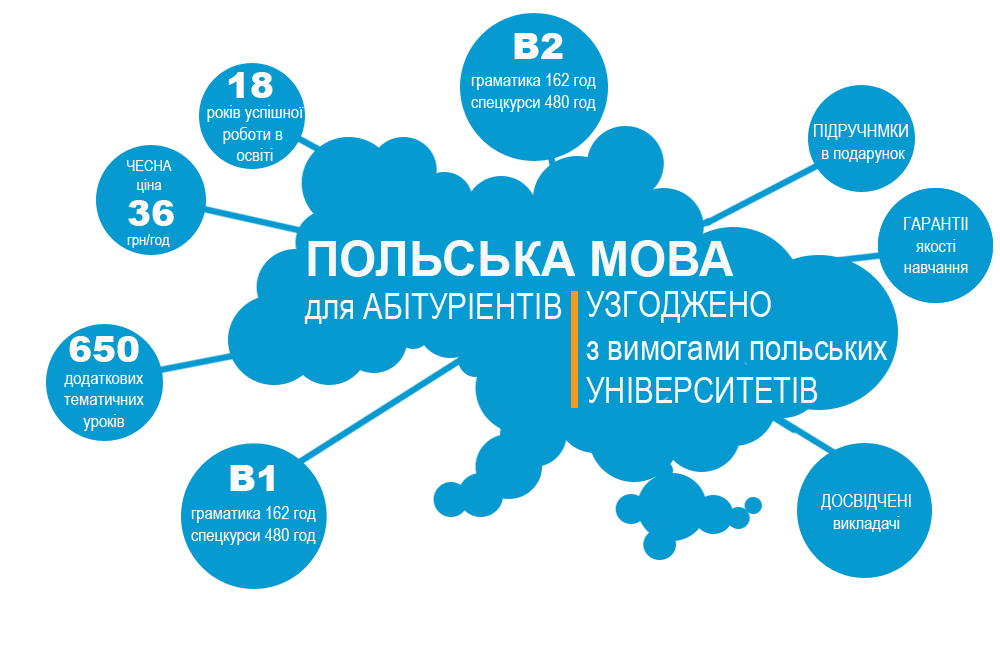 B2
граматика 162 год
спецкурси 480 год
18
років успішної
роботи в
освіті
ПІДРУЧНМКИ
в подарунок
ЧЕСНА
ціна
36
грн/год
ГАРАНТІІ
якості
навчання
ПОЛЬСЬКА МОВА
для АБІТУРІЕНТІВ
УЗГОДЖЕНО
з вимогами польських
УНІВЕРСИТЕТІВ
650
додаткових
тематичних
уроків
B1
граматика 162 год
спецкурси 480 год
ДОСВІДЧЕНІ
викладачі